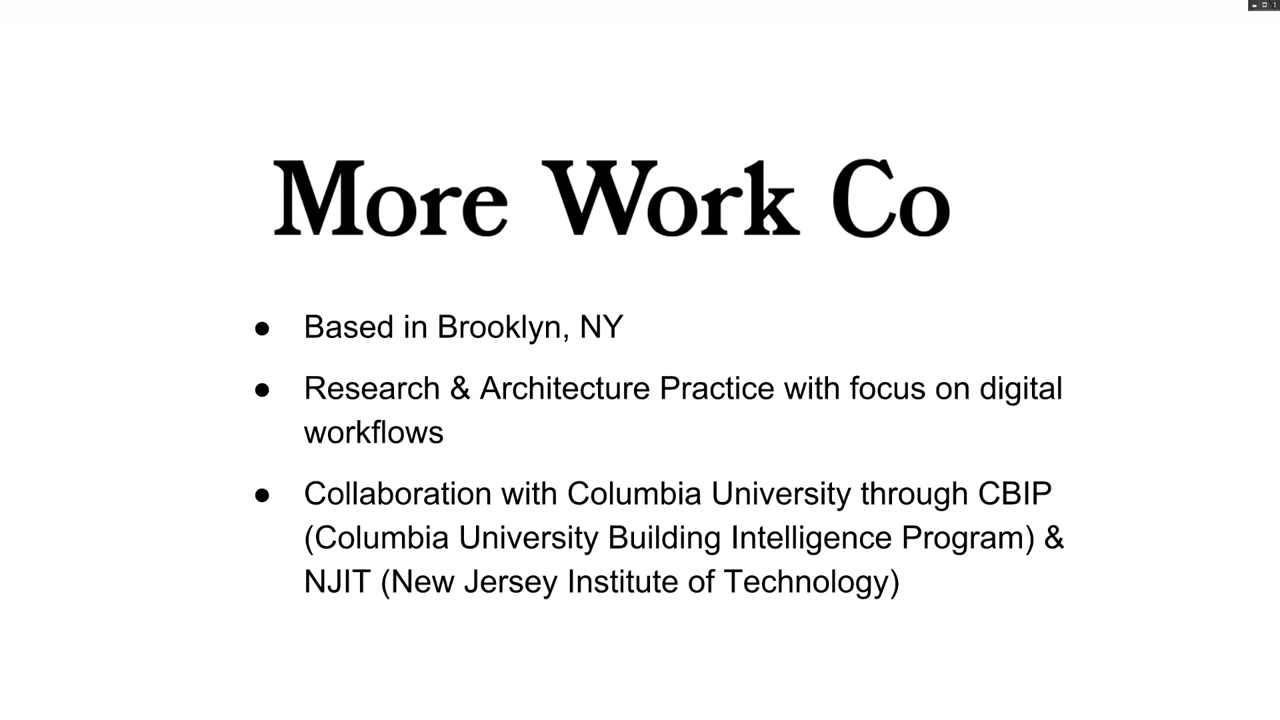 More Work Co
● Based in Brooklyn, NY
● Research & Architecture Practice with focus on digital
workflows
● Collaboration with Columbia University through CBIP
(Columbia University Building Intelligence Program) &
NJIT (New Jersey Institute of Technology)